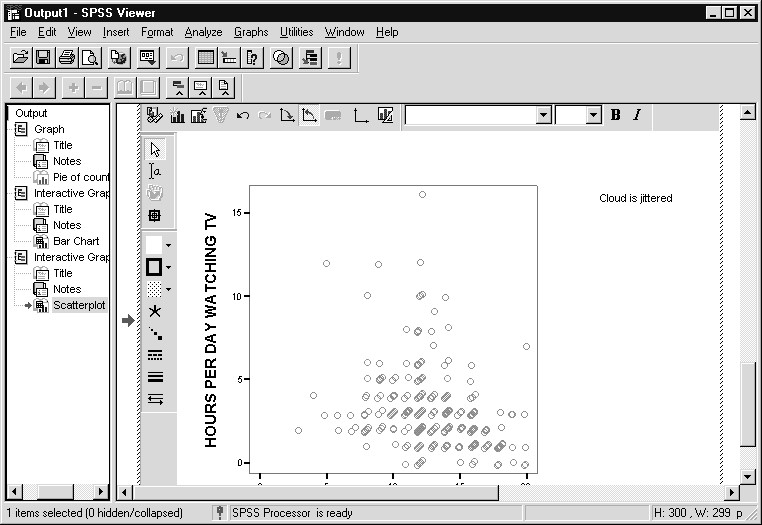 Output1 - SPSS Viewer
File Edit View Insert Format Analyze Graphs Utilities Window Help
B I
Output
Graph
Title
Notes
Pie of count
Interactive Grap
Title
Notes
Bar Chart
Interactive Grap
Title
Notes
Scatterplot
Cloud is jittered
HOURS PER DAY WATCHING TV
15
10
5
0
1 items selected (0 hidden/collapsed)
SPSS Processor is ready
H: 300 , W: 299 p